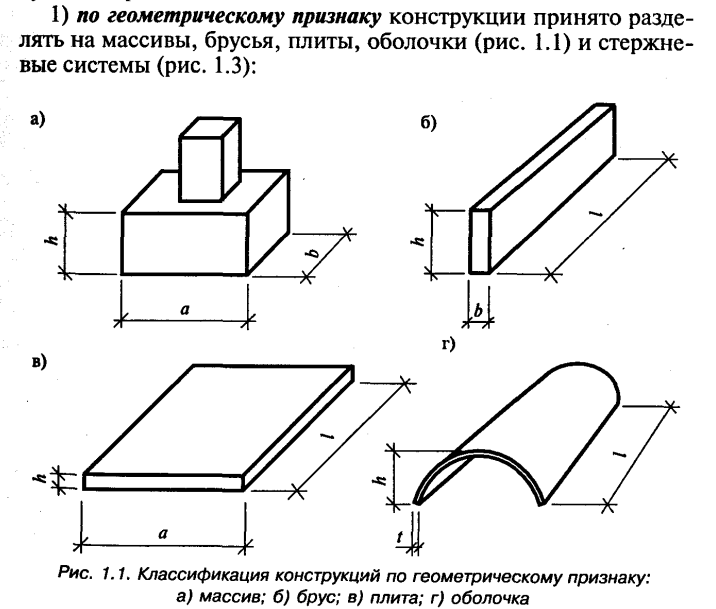 1) по геометрическому признаку конструкции принято разде-
лять на массивы, брусья, плиты, оболочки (рис. 1.1) и стержне-
вые системы (рис. 1.3):
а)
h
a
b
б)
h
b
l
в)
h
a
l
г)
h
t
l
Рис. 1.1. Классификация конструкций по геометрическому признаку:
а) массив; б) брус; в) плита; г) оболочка